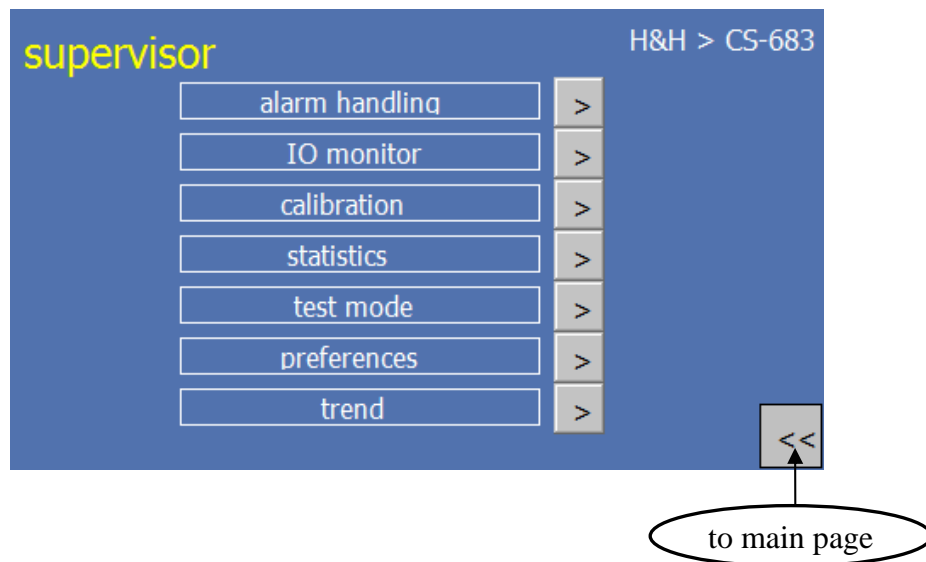 supervisor
H&H > CS-683
alarm handling >
IO monitor >
calibration >
statistics >
test mode >
preferences >
trend >
<<
to main page